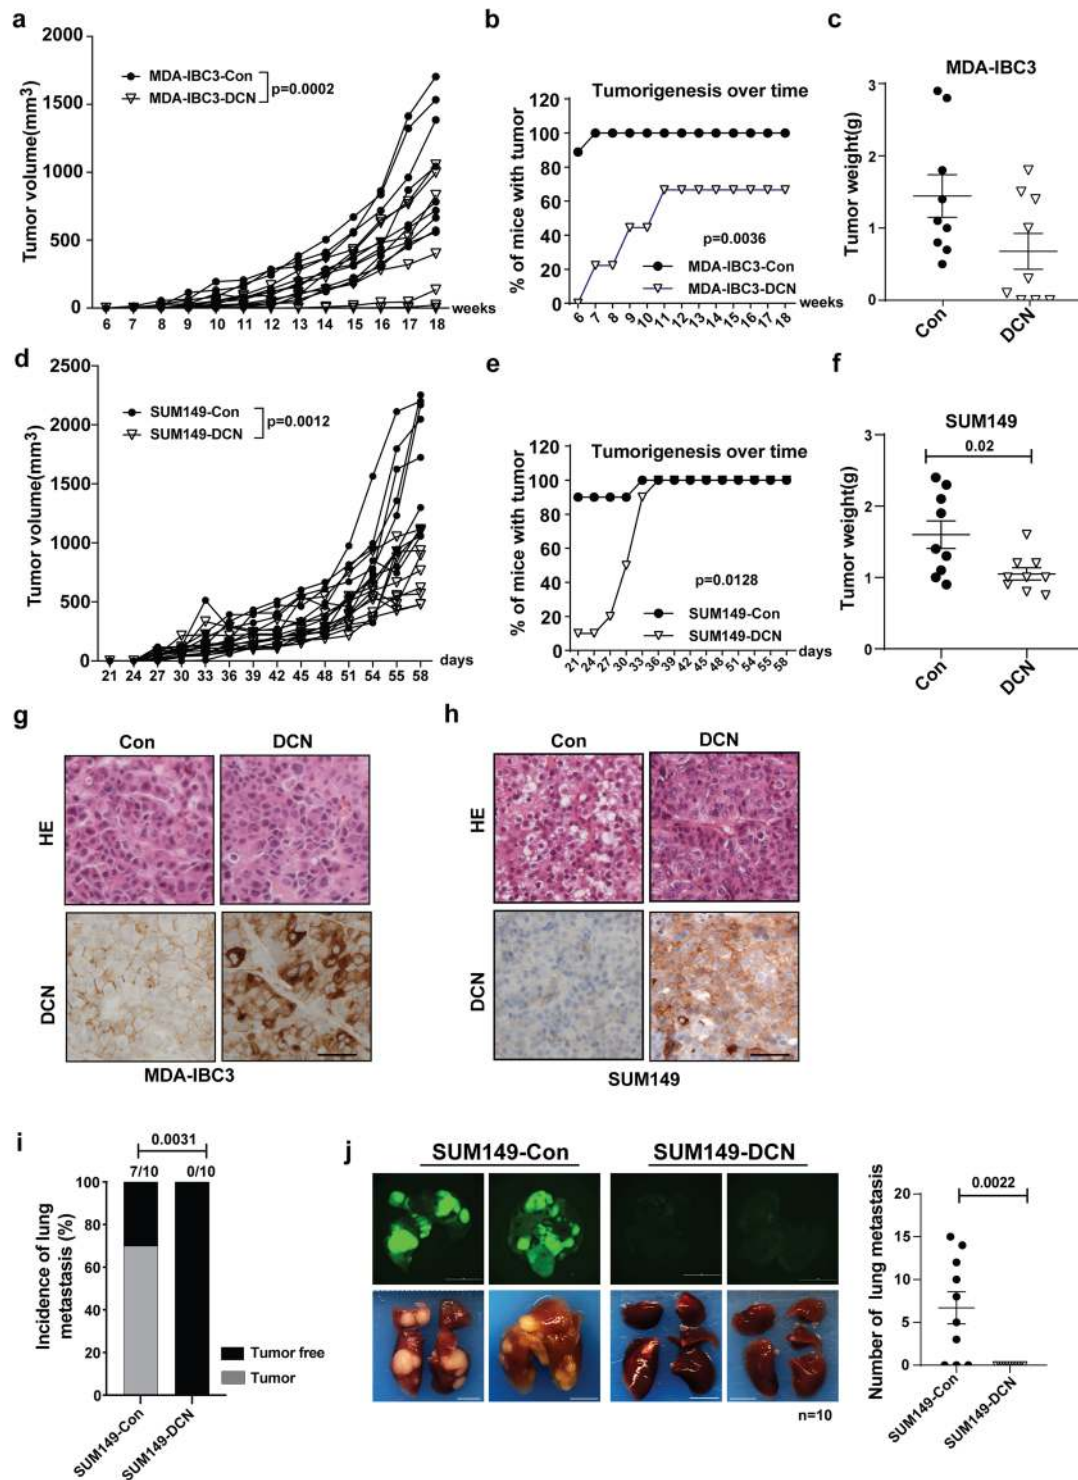 a
Tumor volume(mm3)
2000
1500
1000
500
0
MDA-IBC3-Con
MDA-IBC3-DCN
p=0.0002
6 7 8 9 10 11 12 13 14 15 16 17 18
weeks
b
Tumorigenesis over time
% of mice with tumor
120
100
80
60
40
20
0
p=0.0036
MDA-IBC3-Con
MDA-IBC3-DCN
6 7 8 9 10 11 12 13 14 15 16 17 18
weeks
c
MDA-IBC3
Tumor weight(g)
3
2
1
0
Con
DCN
d
Tumor volume(mm3)
2500
2000
1500
1000
500
0
SUM149-Con
SUM149-DCN
p=0.0012
21 24 27 30 33 36 39 42 45 48 51 54 55 58
days
e
Tumorigenesis over time
% of mice with tumor
120
100
80
60
40
20
0
p=0.0128
SUM149-Con
SUM149-DCN
21 24 27 30 33 36 39 42 45 48 51 54 55 58
days
f
SUM149
Tumor weight(g)
3
2
1
0
0.02
Con
DCN
g
Con DCN
HE
DCN
MDA-IBC3
h
Con DCN
HE
DCN
SUM149
i
0.0031
7/10 0/10
Incidence of lung
metastasis (%)
100
80
60
40
20
0
Tumor free
Tumor
SUM149-Con
SUM149-DCN
j
SUM149-Con SUM149-DCN
n=10
Number of lung metastasis
20
15
10
5
0
0.0022
SUM149-Con
SUM149-DCN